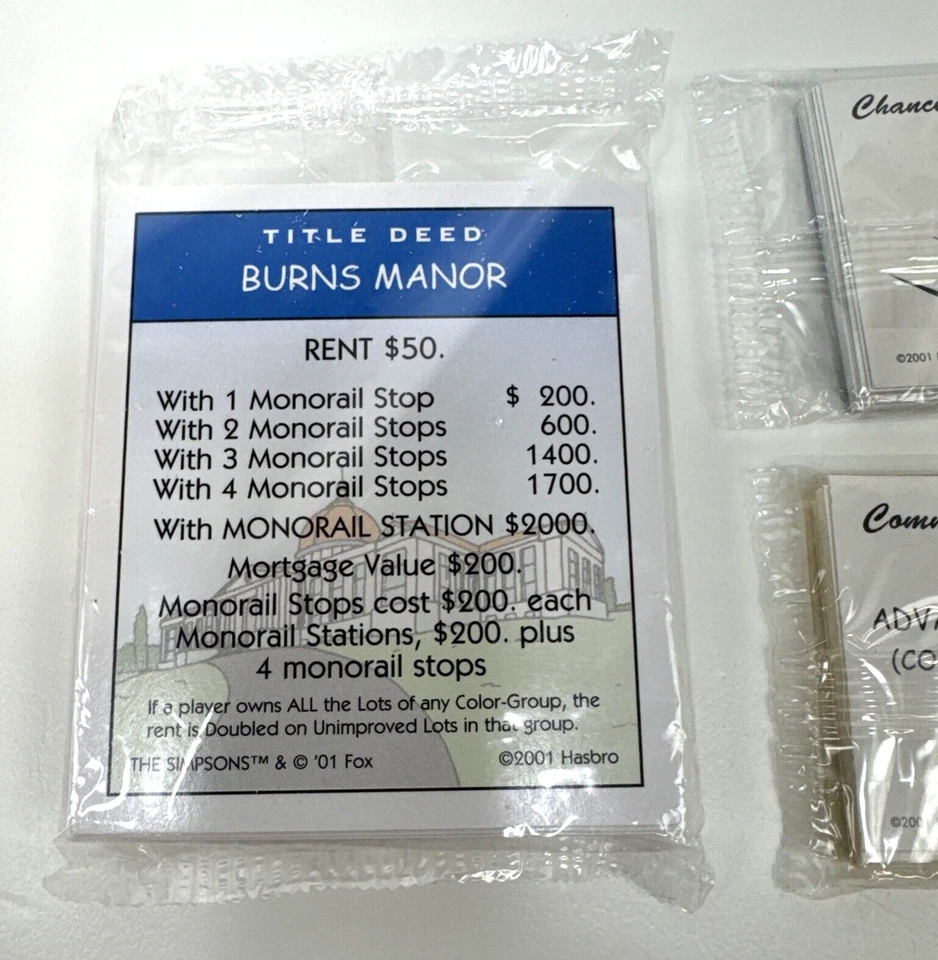 TITLE DEED
BURNS MANOR
RENT $50.
With 1 Monorail Stop $ 200.
With 2 Monorail Stops 600.
With 3 Monorail Stops 1400.
With 4 Monorail Stops 1700.
With MONORAIL STATION $2000.
Mortgage Value $200.
Monorail Stops cost $200. each
Monorail Stations, $200. plus
4 monorail stops
If a player owns ALL the Lots of any Color-Group, the
rent is Doubled on Unimproved Lots in that group.
THE SIMPSONS™ & © '01 Fox ©2001 Hasbro
Chance
©2001
Comm
ADVA
(CO
©200